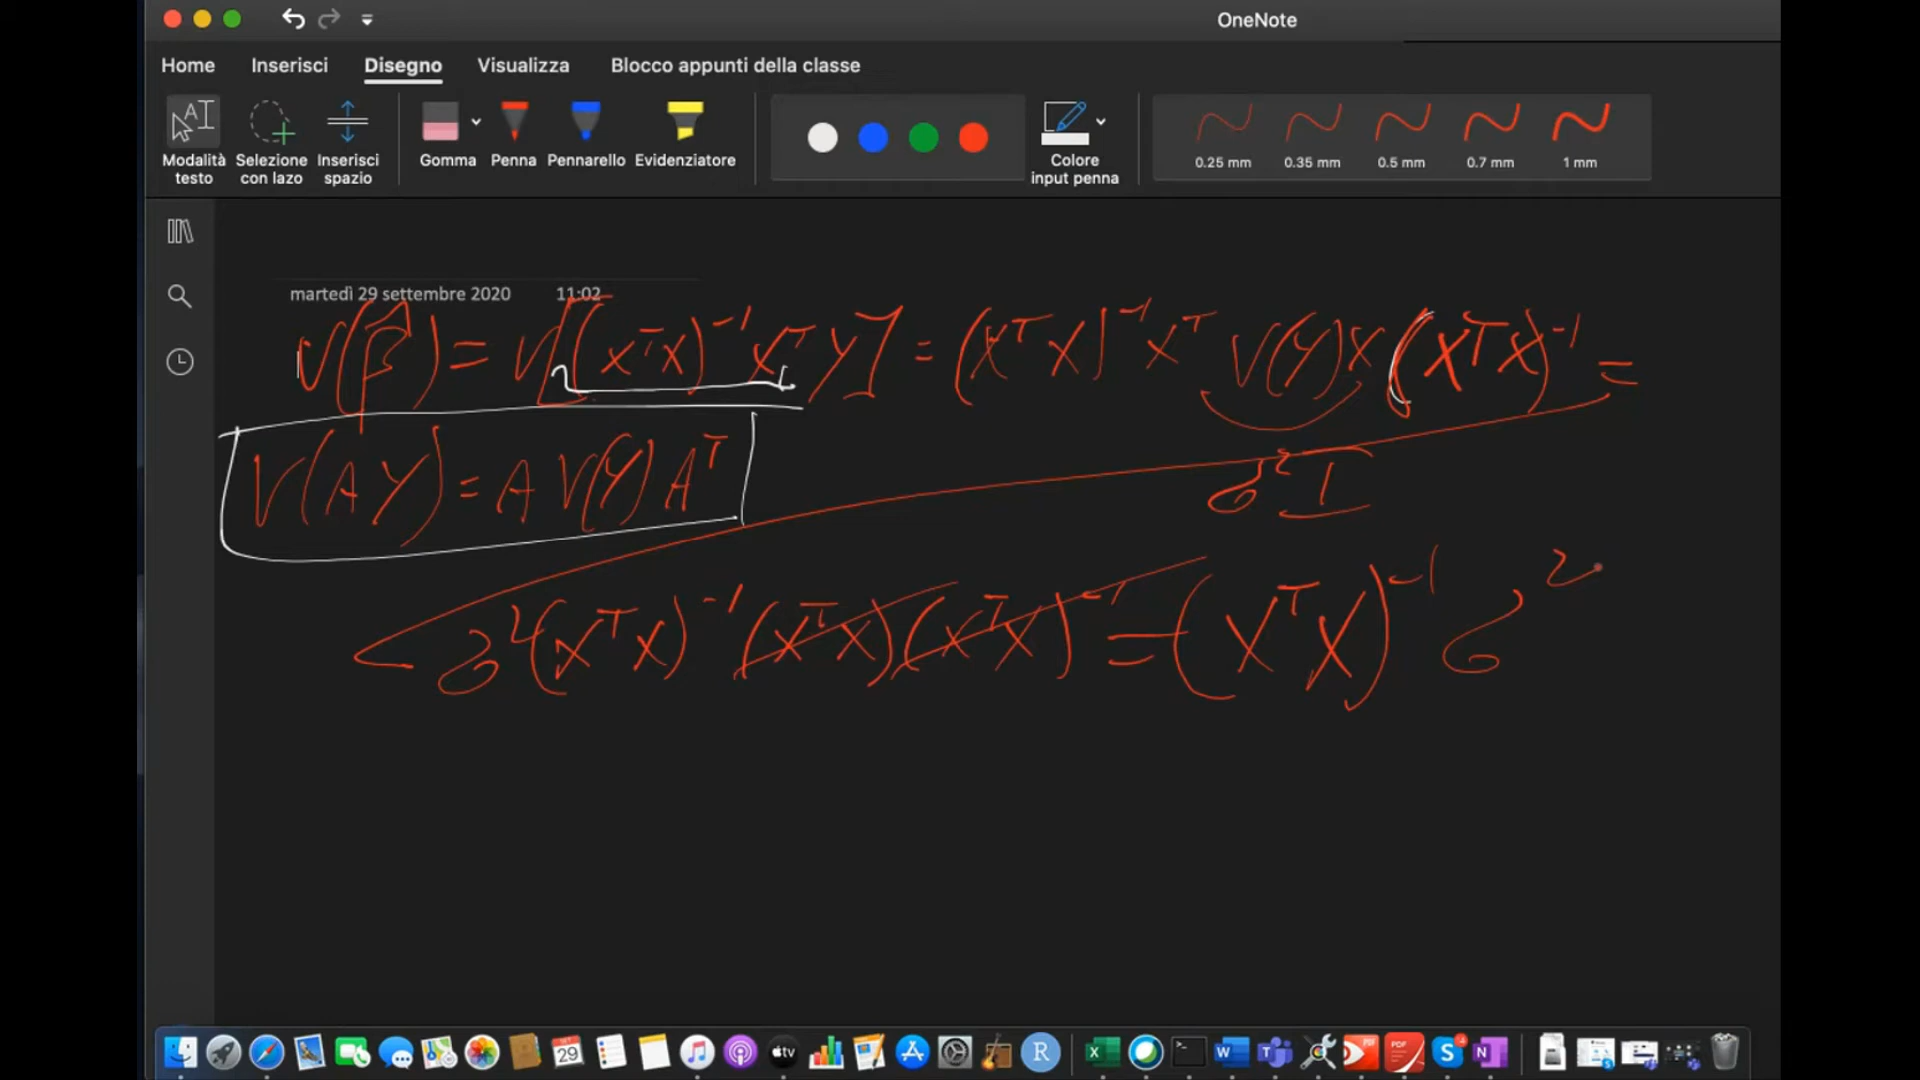 OneNote
Home Inserisci Disegno Visualizza Blocco appunti della classe
Modalità testo Selezione con lazo Inserisci spazio Gomma Penna Pennarello Evidenziatore Colore input penna 0.25 mm 0.35 mm 0.5 mm 0.7 mm 1 mm
martedì 29 settembre 2020 11:02
V(β̂) = V[(XᵀX)⁻¹XᵀY] = (XᵀX)⁻¹Xᵀ V(Y)X (XᵀX)⁻¹ =
V(AY) = A V(Y) Aᵀ
σ² I
σ²(XᵀX)⁻¹(XᵀX)(XᵀX)⁻¹ = (XᵀX)⁻¹ σ²